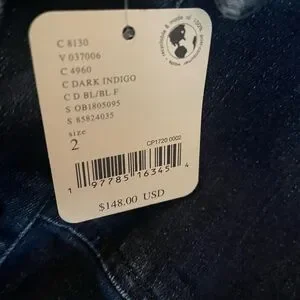 C 8130
V 037006
C 4960
C DARK INDIGO
C D BL/BL F
S OB1805095
S 85824035
size
2
CP1720 0002
1 97785 16345 4
$148.00 USD